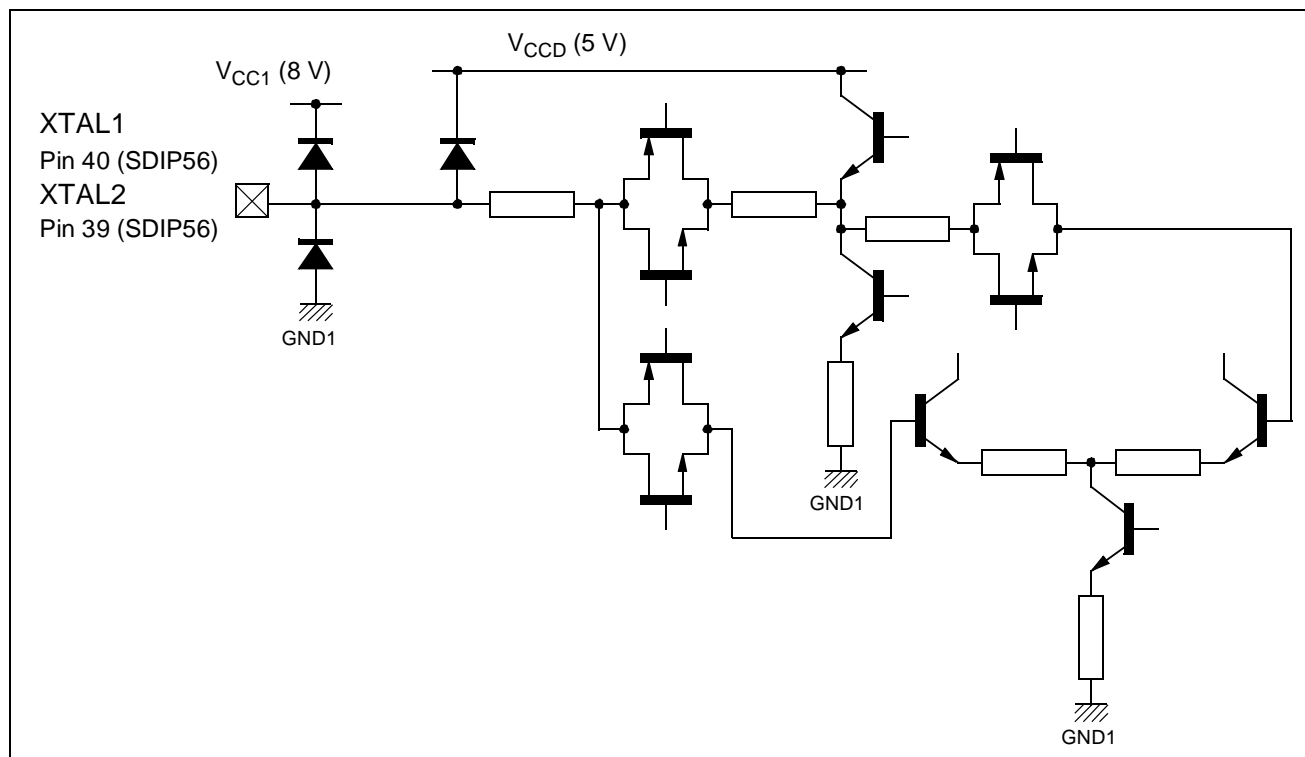 VCCD (5 V)
VCC1 (8 V)
XTAL1
Pin 40 (SDIP56)
XTAL2
Pin 39 (SDIP56)
GND1
GND1
GND1